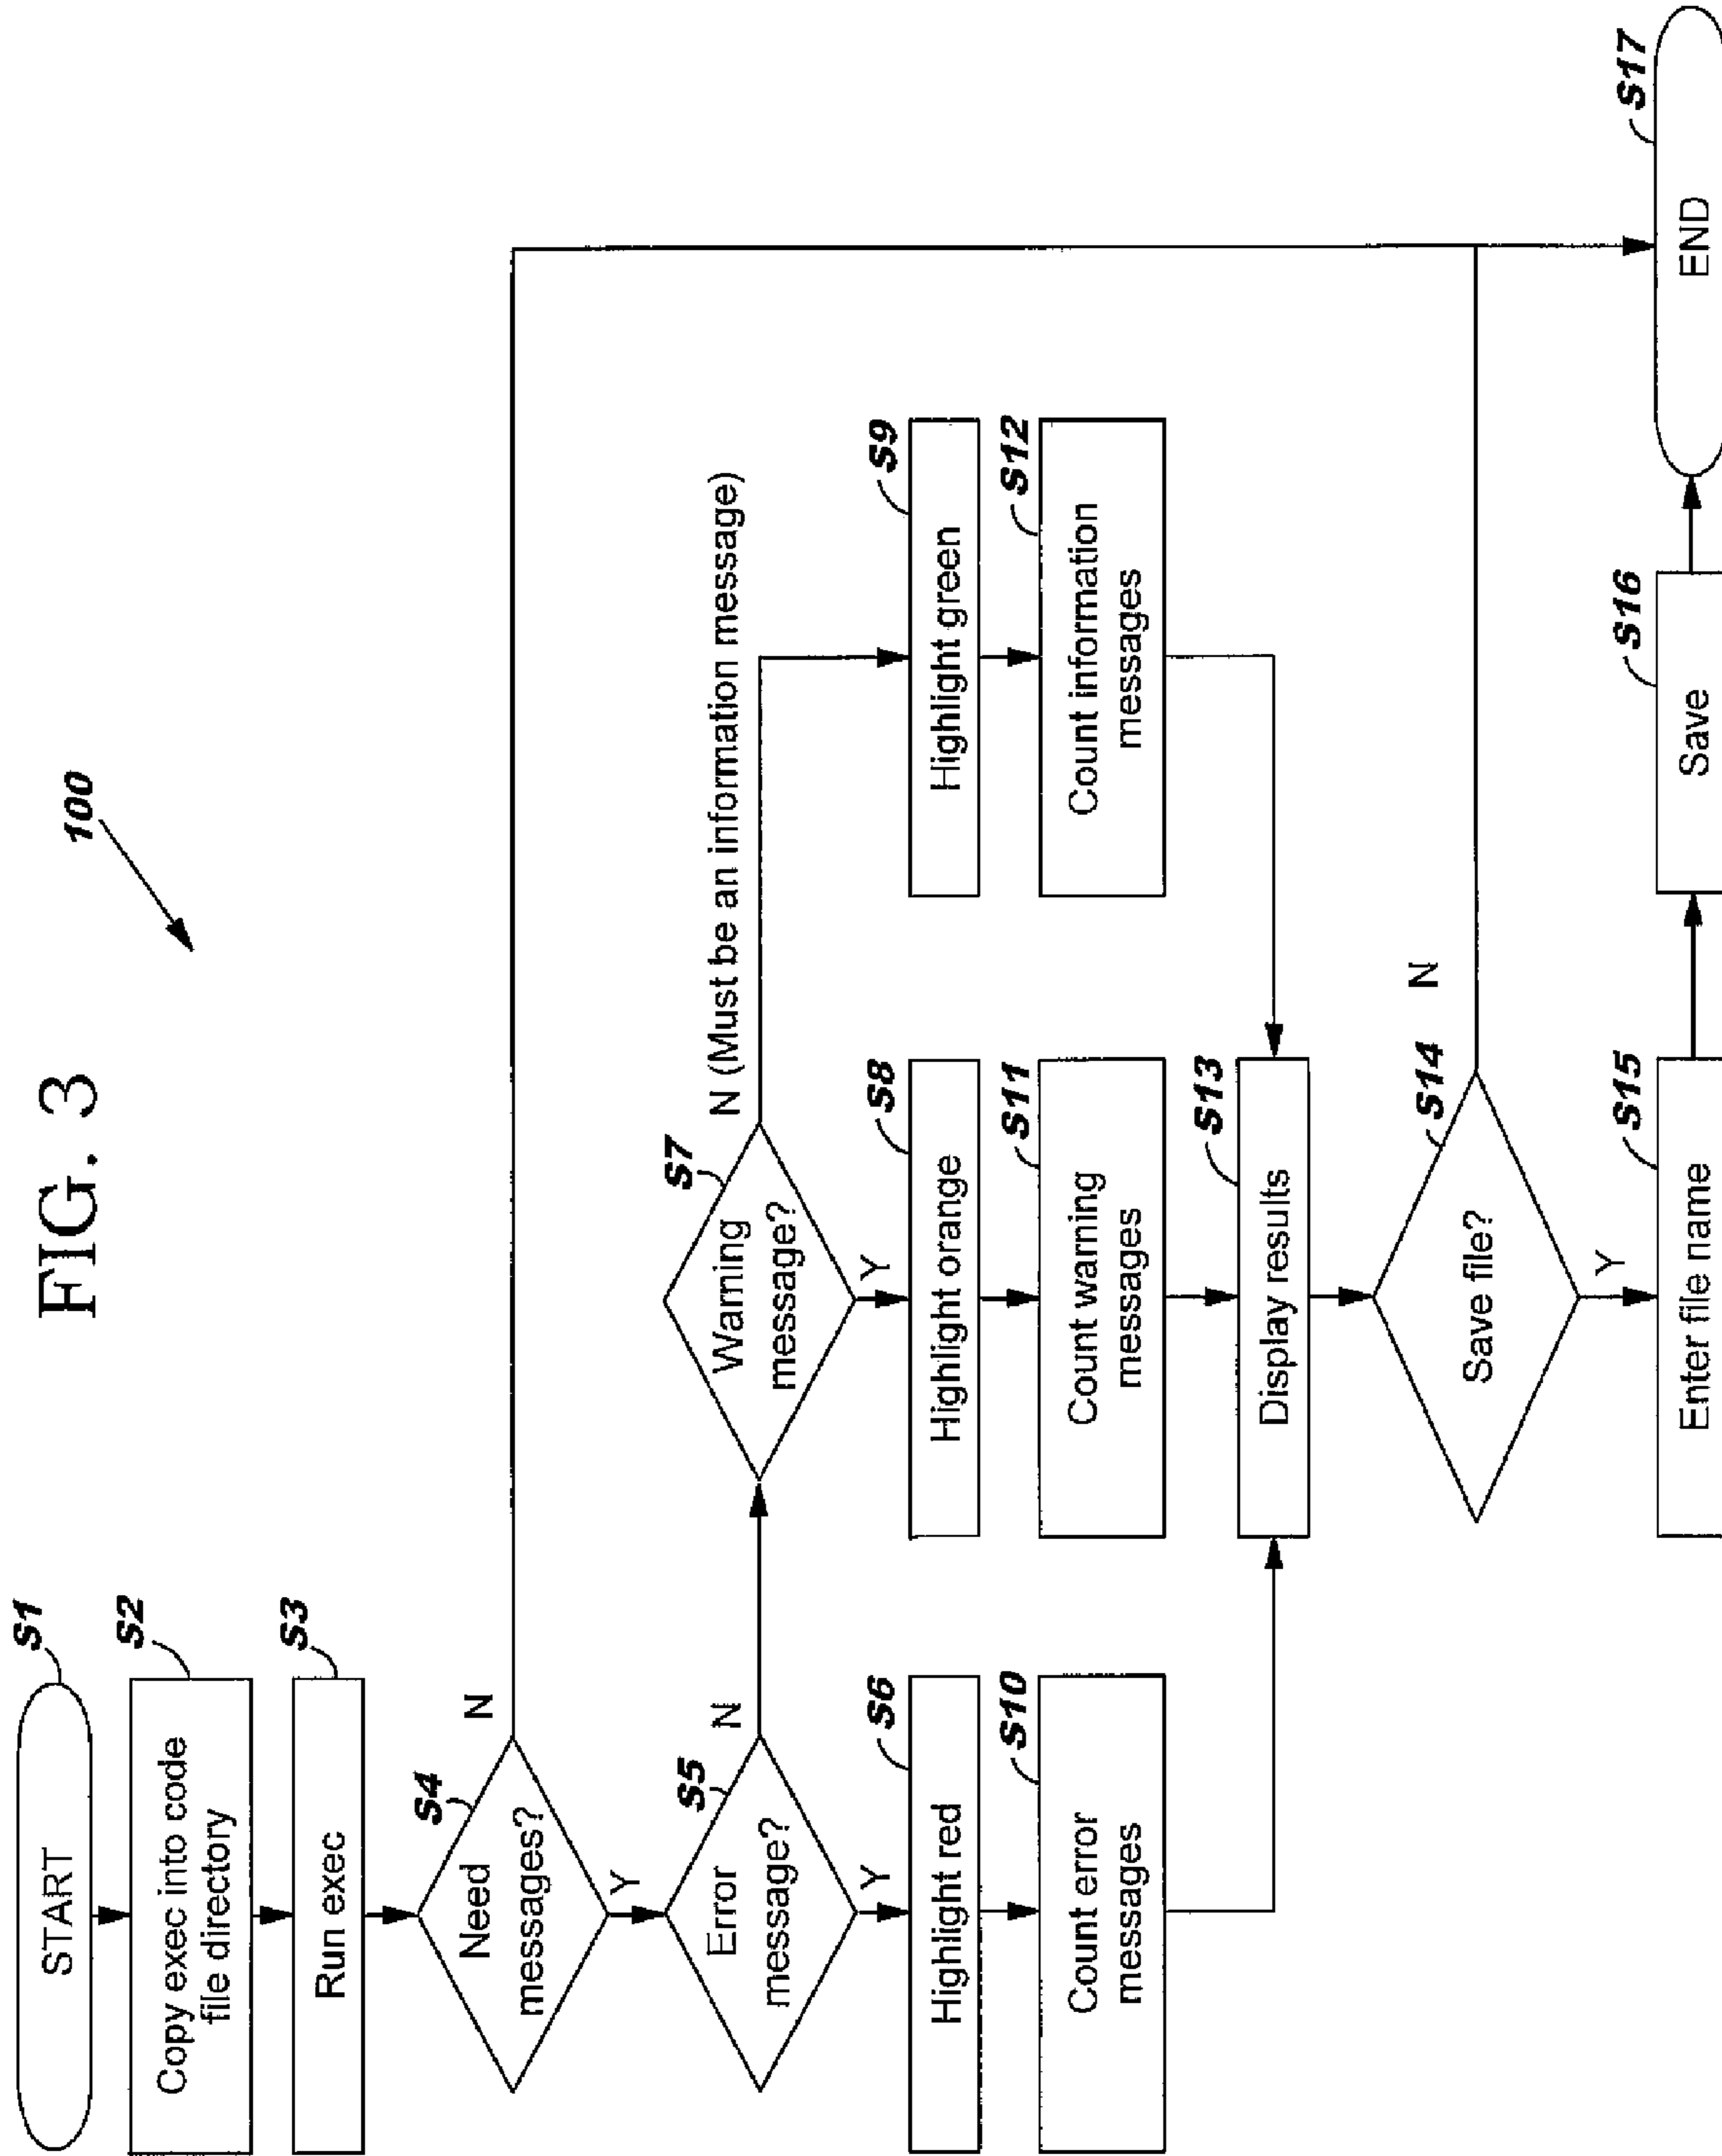 FIG. 3
100
START
S1
Copy exec into code
file directory
S2
Run exec
S3
Need
messages?
S4
N
Y
Error
message?
S5
N
Y
Warning
message?
S7
N (Must be an information message)
Y
Highlight red
S6
Highlight orange
S8
Highlight green
S9
Count error
messages
S10
Count warning
messages
S11
Count information
messages
S12
Display results
S13
Save file?
S14
N
Y
Enter file name
S15
Save
S16
END
S17